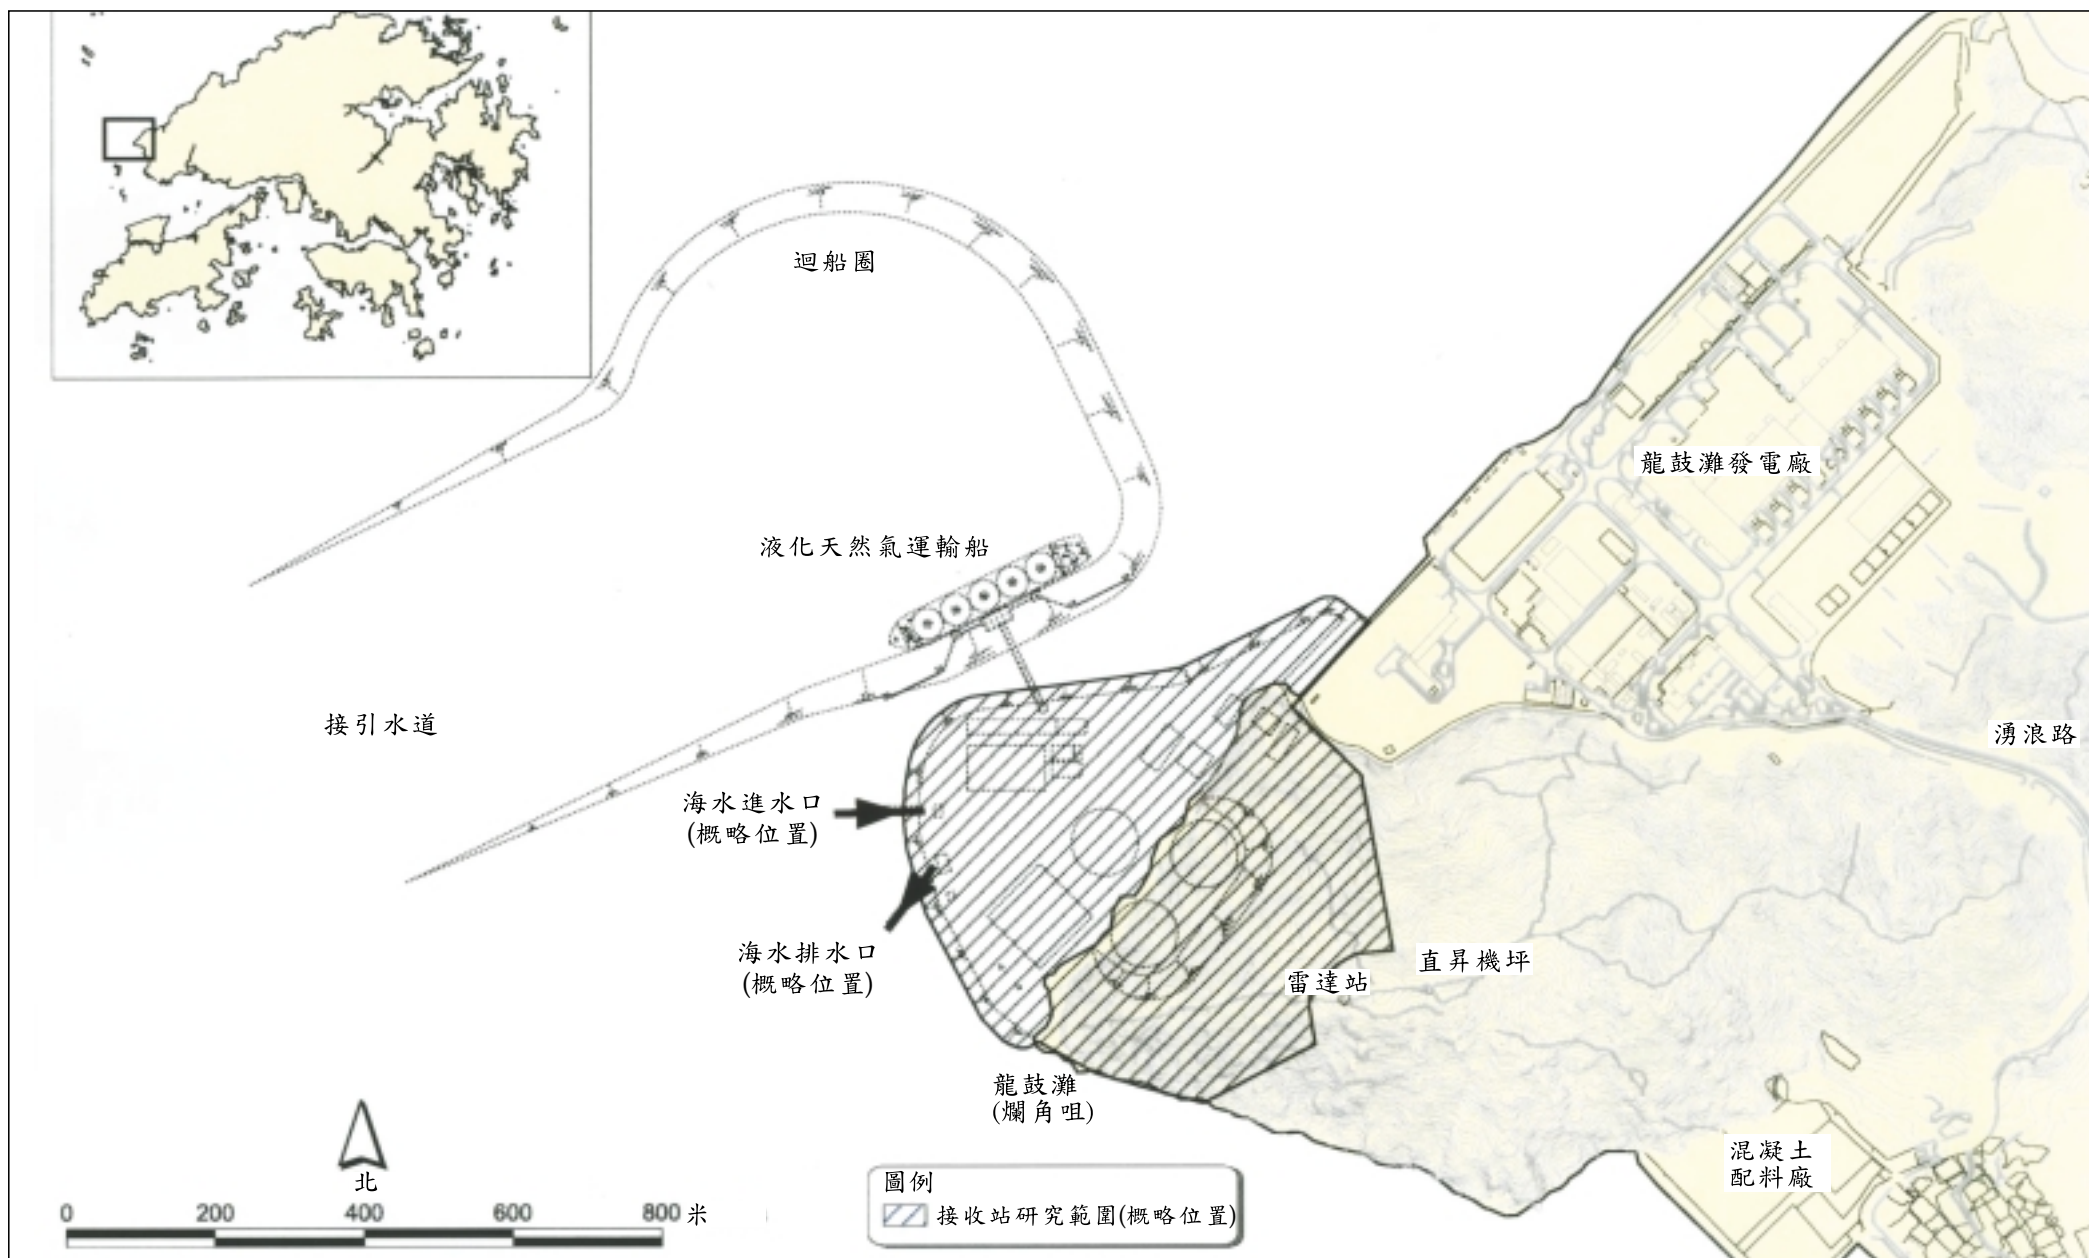 迴船圈
龍鼓灘發電廠
液化天然氣運輸船
接引水道
湧浪路
海水進水口
(概略位置)
海水排水口
(概略位置)
直昇機坪
雷達站
龍鼓灘
(爛角咀)
混凝土
配料廠
北
圖例
接收站研究範圍(概略位置)
0 200 400 600 800 米